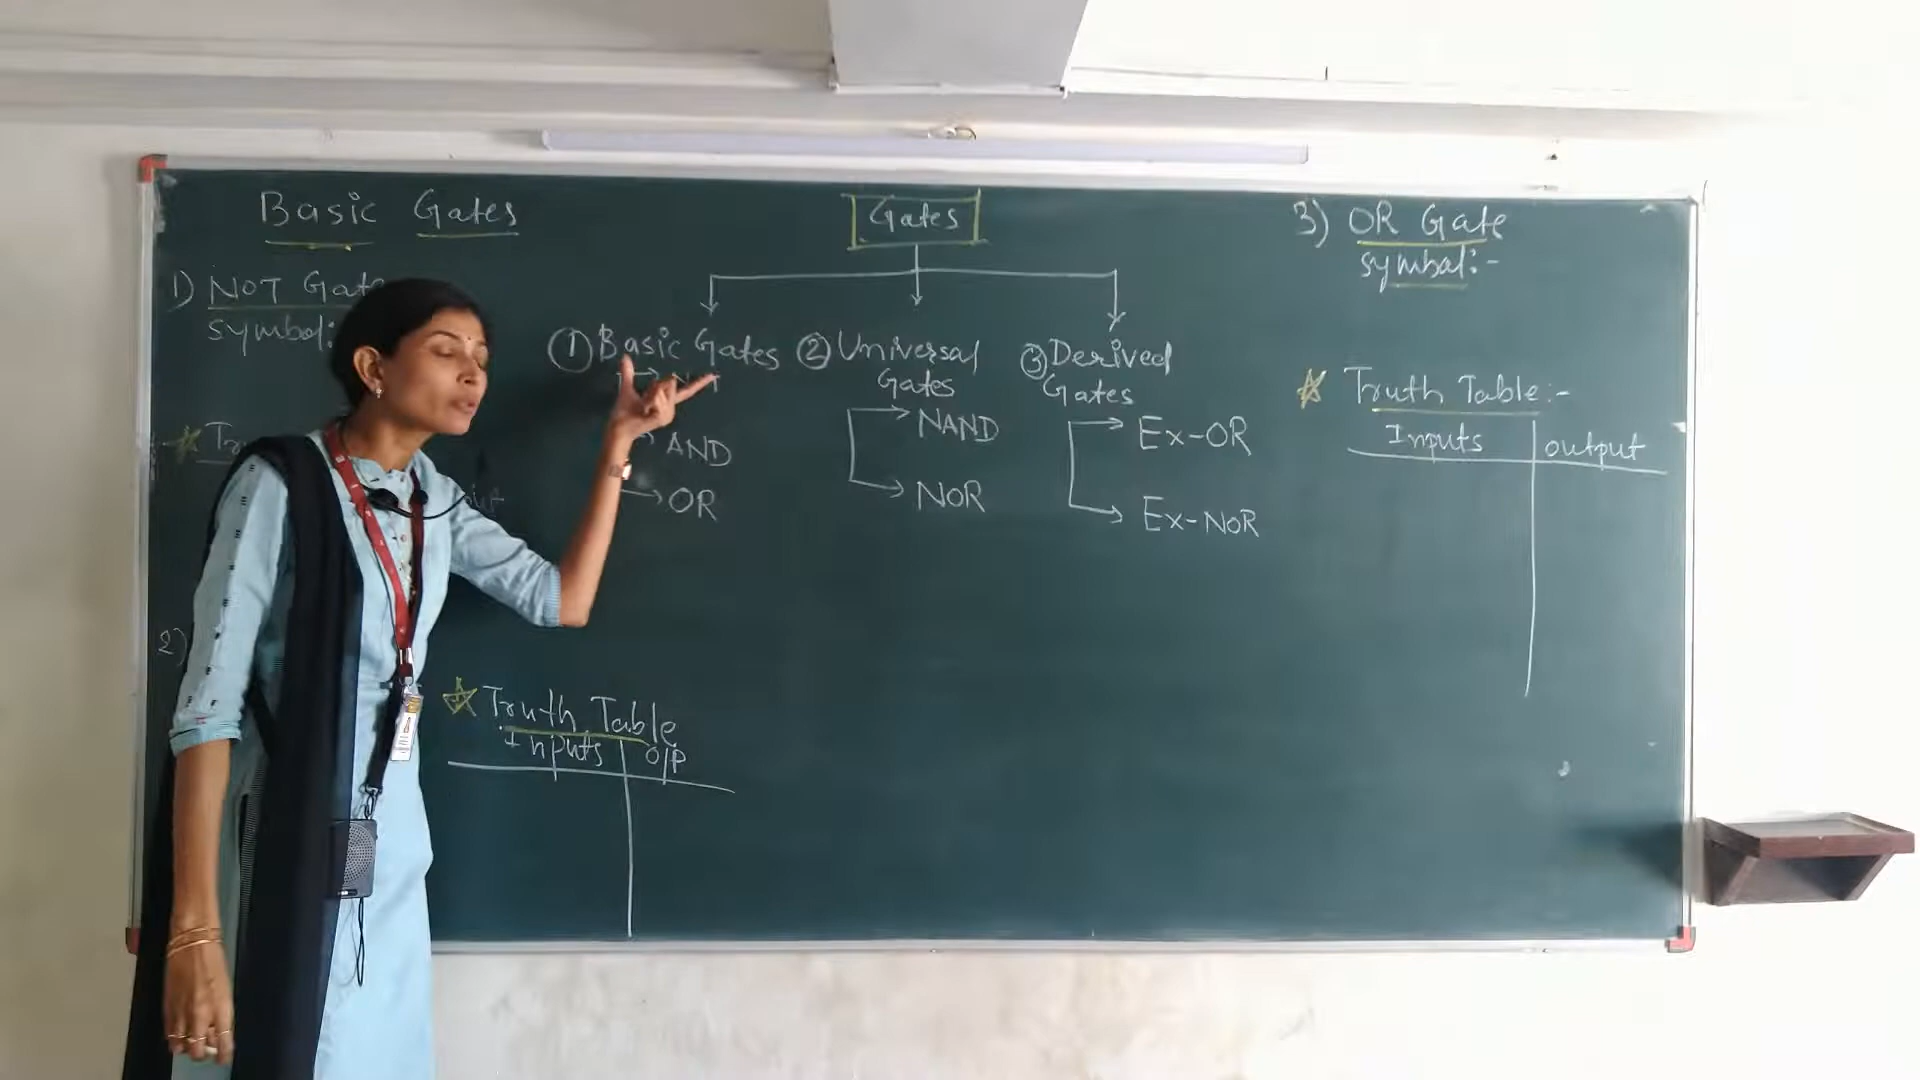 Basic Gates
1) NOT Gate
symbol:
2)
Truth Table
Inputs O/P
Gates
① Basic Gates
AND
OR
② Universal
Gates
NAND
NOR
③ Derived
Gates
Ex-OR
Ex-NOR
3) OR Gate
symbol:-
Truth Table:-
Inputs output